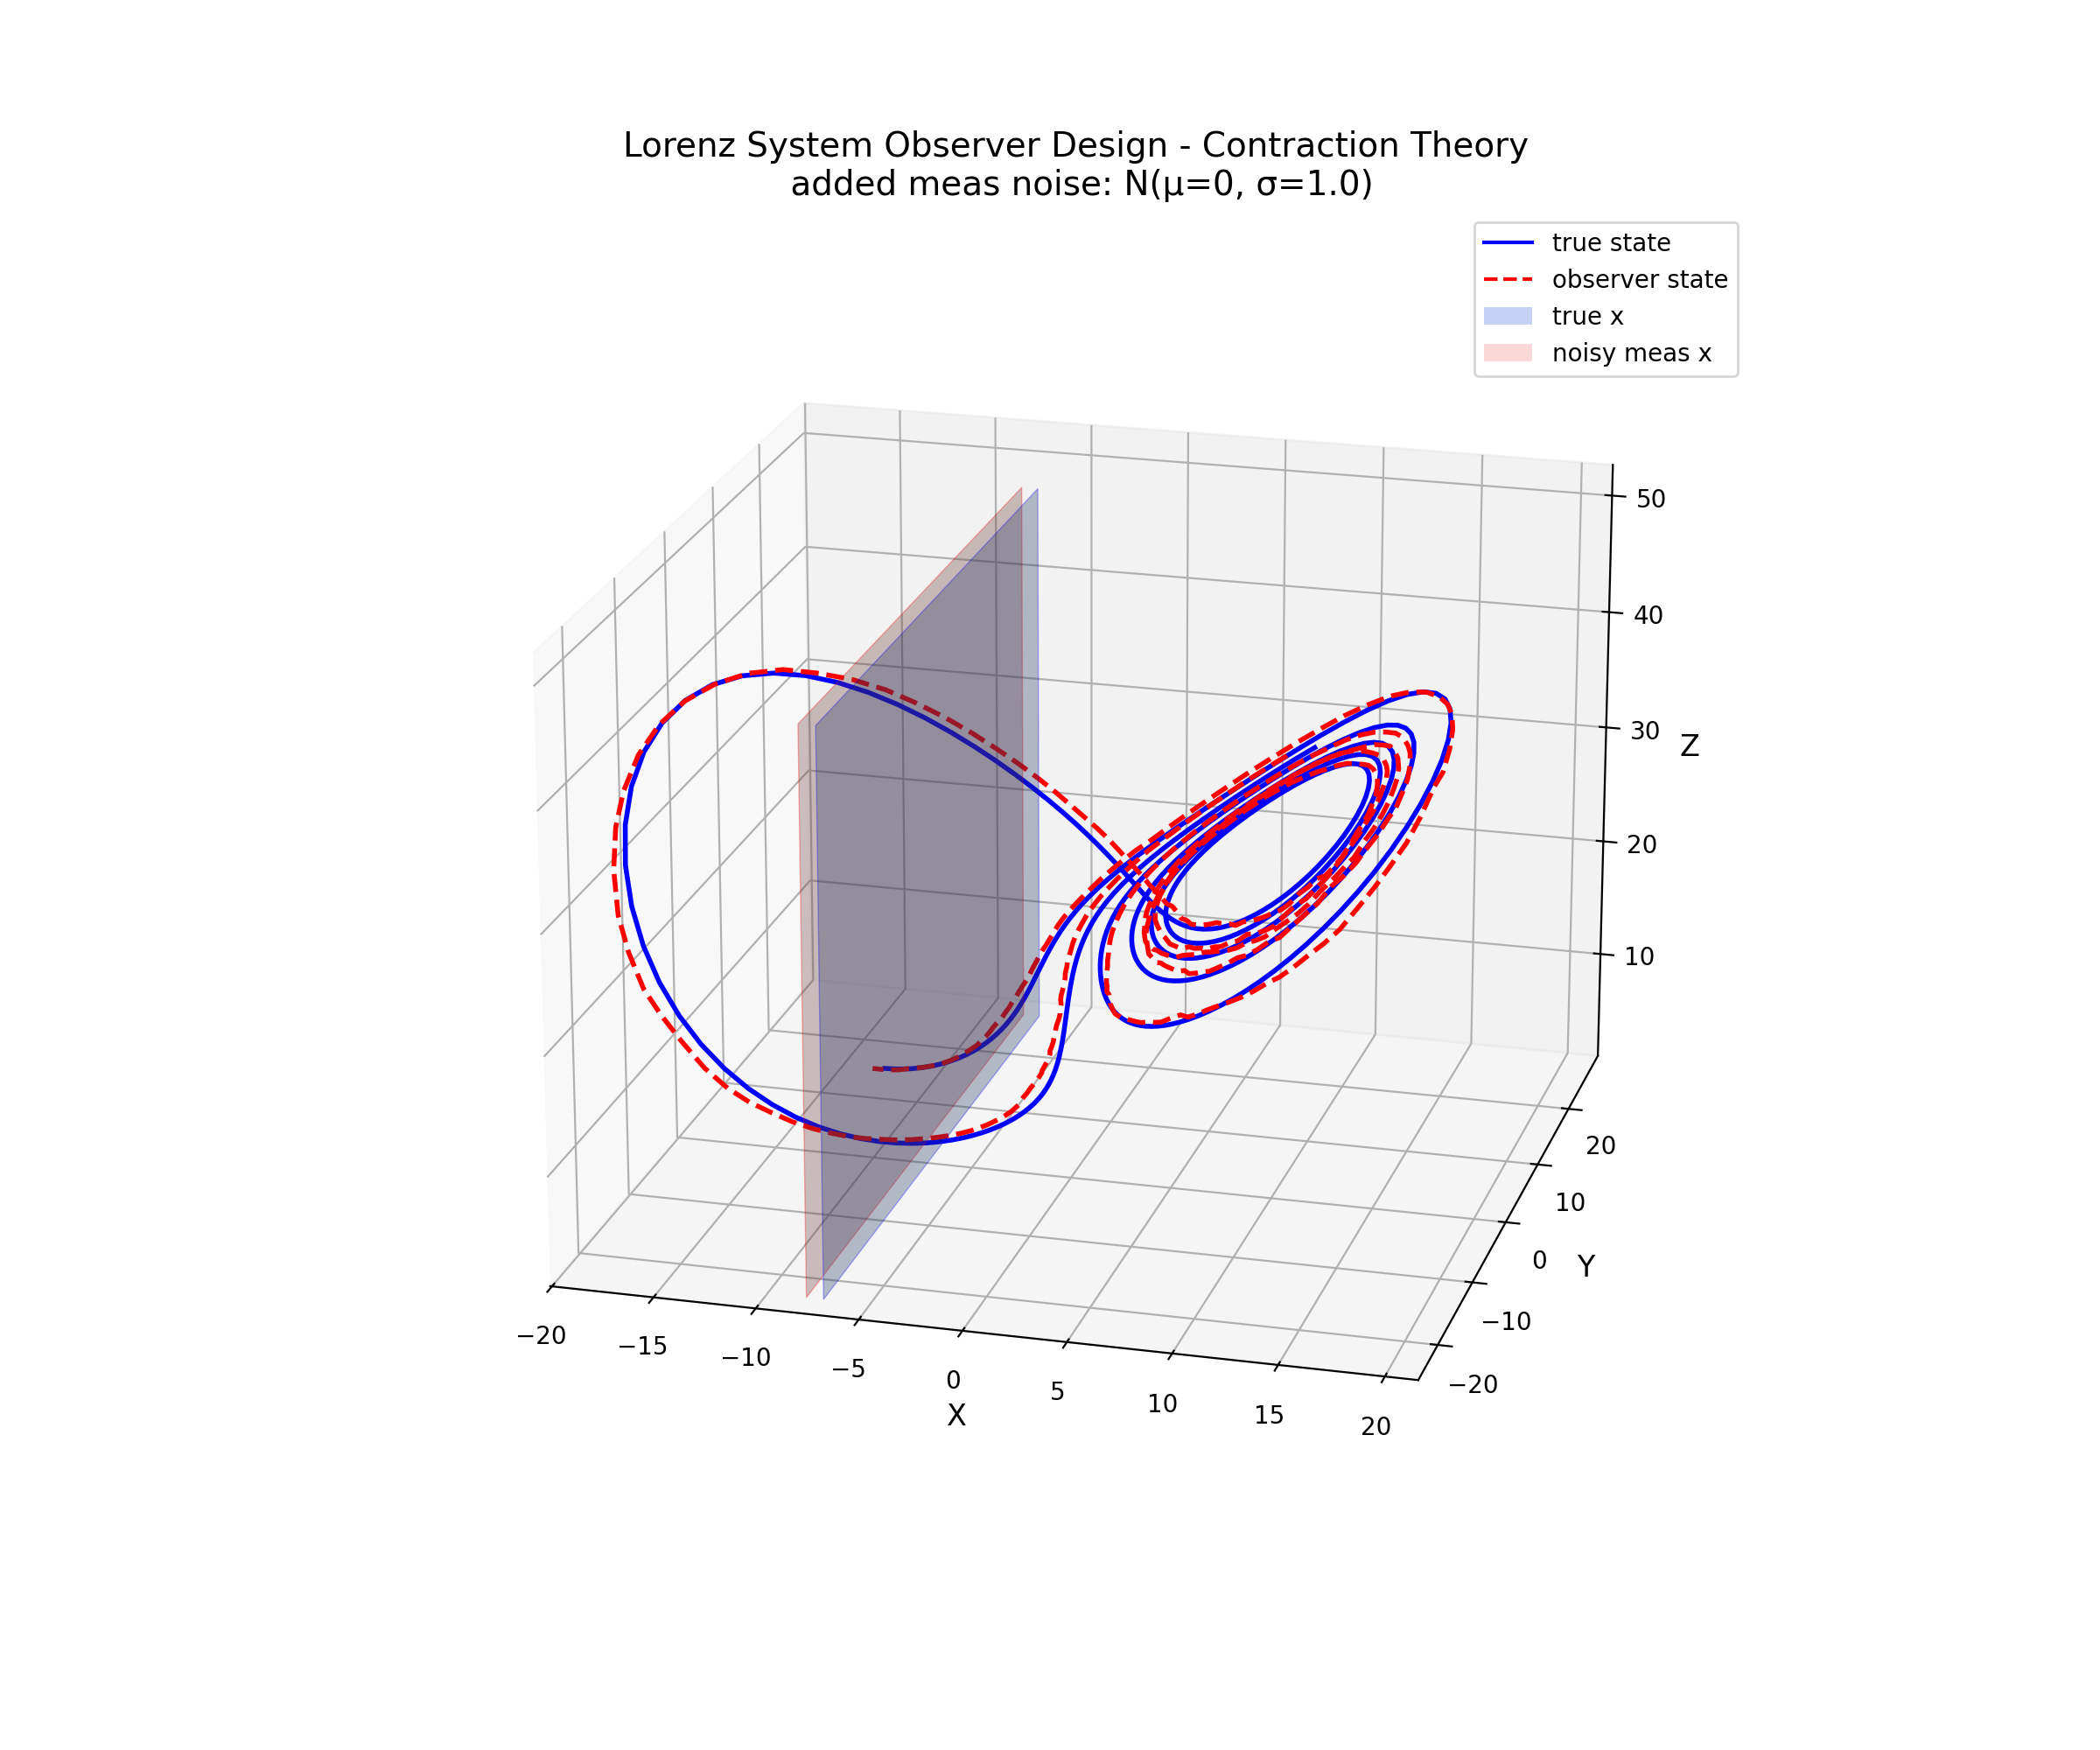 Lorenz System Observer Design - Contraction Theory
added meas noise: N(μ=0, σ=1.0)
true state
observer state
true x
noisy meas x
50
40
30
Z
20
10
20
10
0
Y
−10
−20
−20
−15
−10
−5
0
5
10
15
20
X